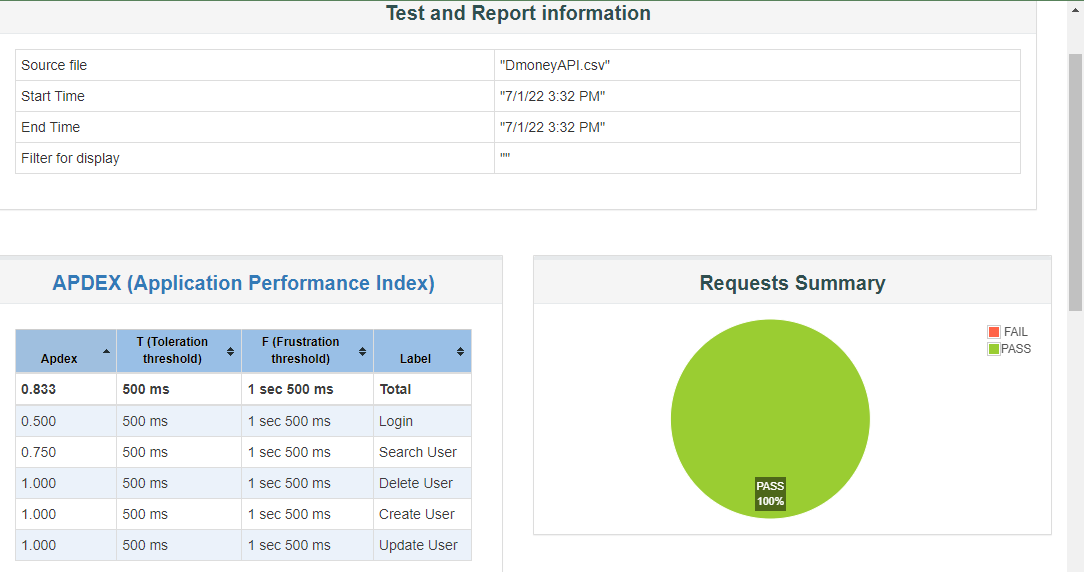 Test and Report information
Source file "DmoneyAPI.csv"
Start Time "7/1/22 3:32 PM"
End Time "7/1/22 3:32 PM"
Filter for display ""
APDEX (Application Performance Index)
Apdex T (Toleration threshold) F (Frustration threshold) Label
0.833 500 ms 1 sec 500 ms Total
0.500 500 ms 1 sec 500 ms Login
0.750 500 ms 1 sec 500 ms Search User
1.000 500 ms 1 sec 500 ms Delete User
1.000 500 ms 1 sec 500 ms Create User
1.000 500 ms 1 sec 500 ms Update User
Requests Summary
FAIL
PASS
PASS
100%